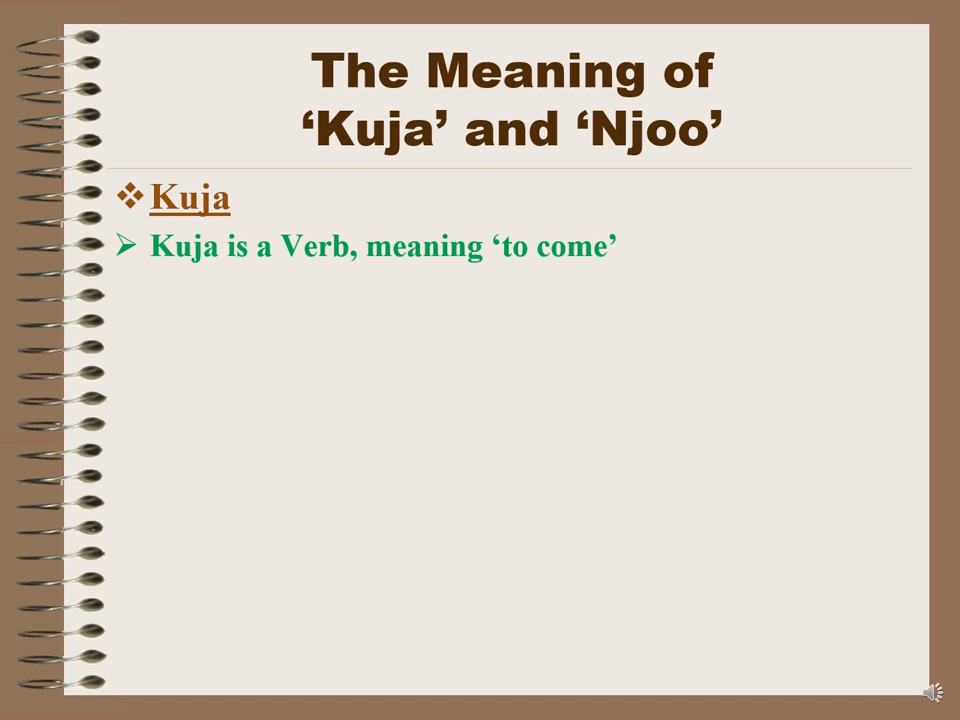 The Meaning of
‘Kuja’ and ‘Njoo’
Kuja
Kuja is a Verb, meaning ‘to come’